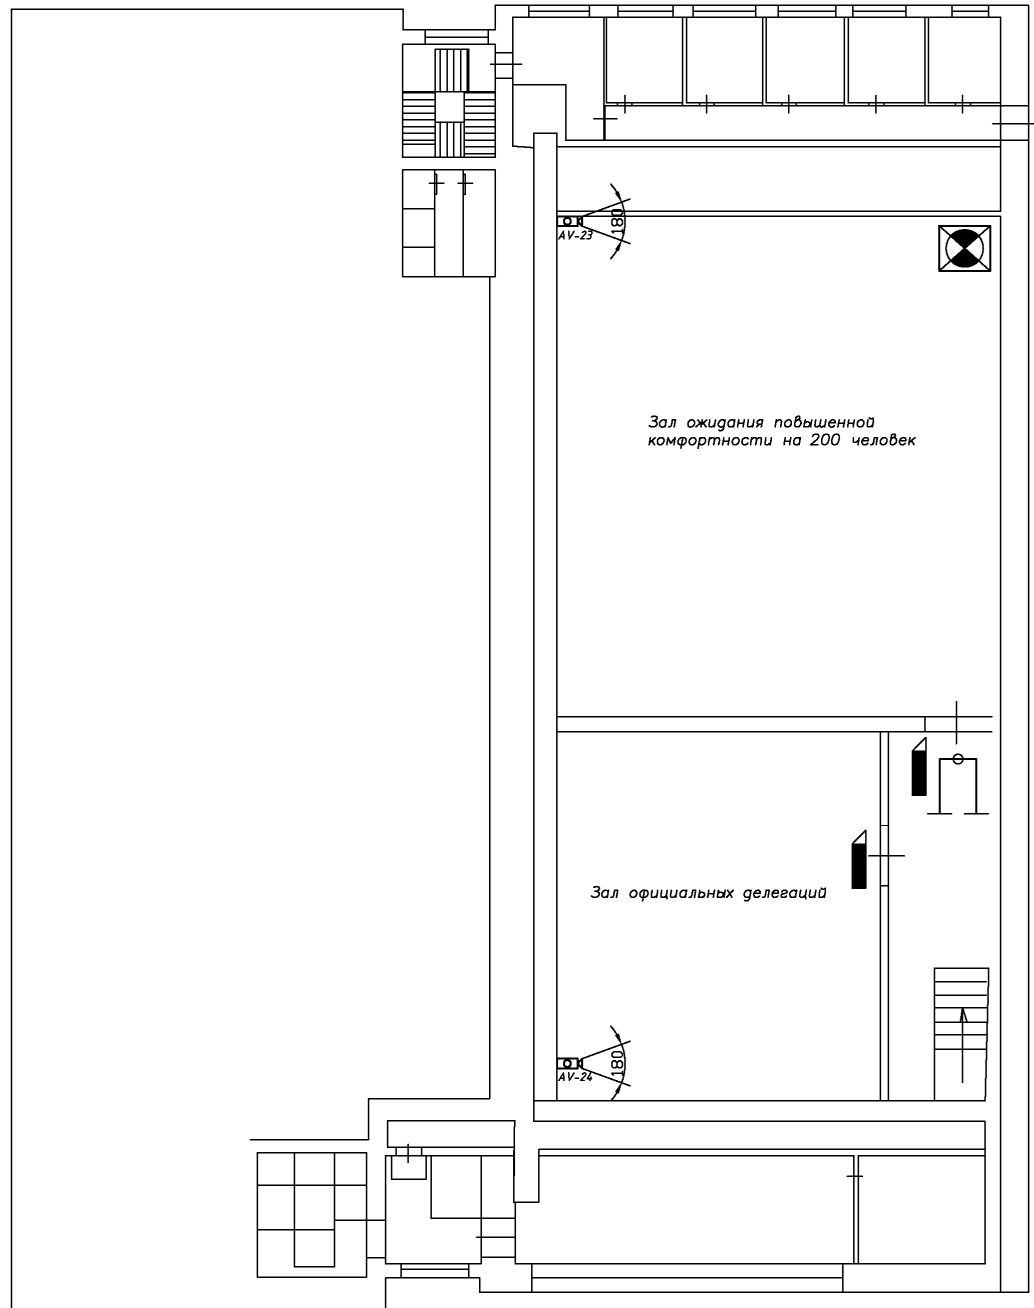 180
AV-23
Зал ожидания повышенной
комфортности на 200 человек
Зал официальных делегаций
180
AV-24